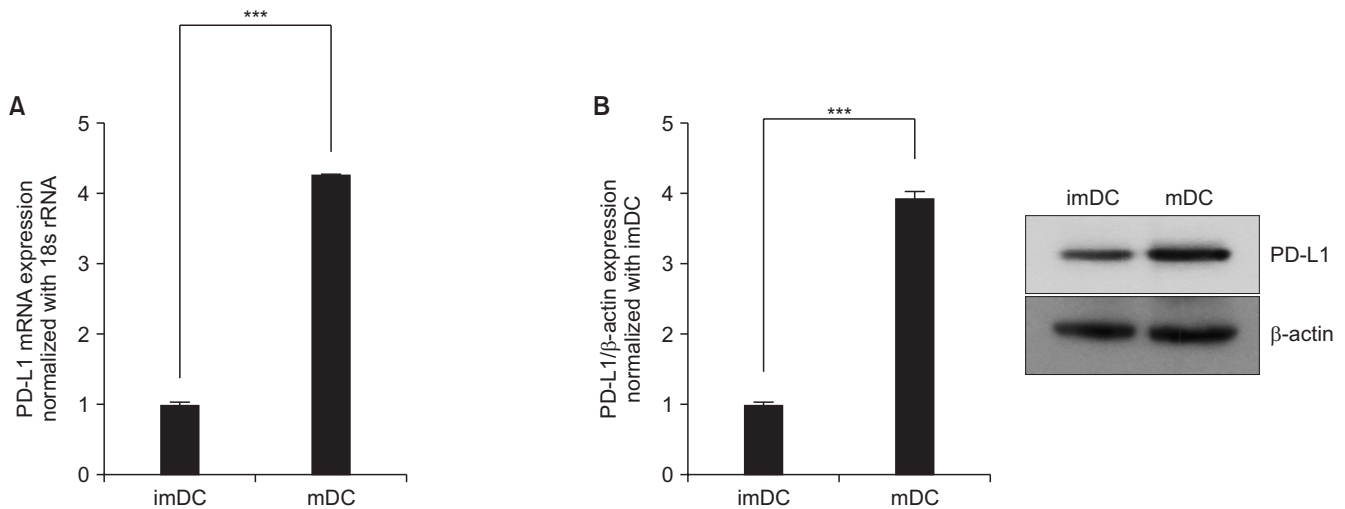 A
***
PD-L1 mRNA expression
normalized with 18s rRNA
5
4
3
2
1
0
imDC
mDC
B
***
PD-L1/β-actin expression
normalized with imDC
5
4
3
2
1
0
imDC
mDC
imDC mDC
PD-L1
β-actin